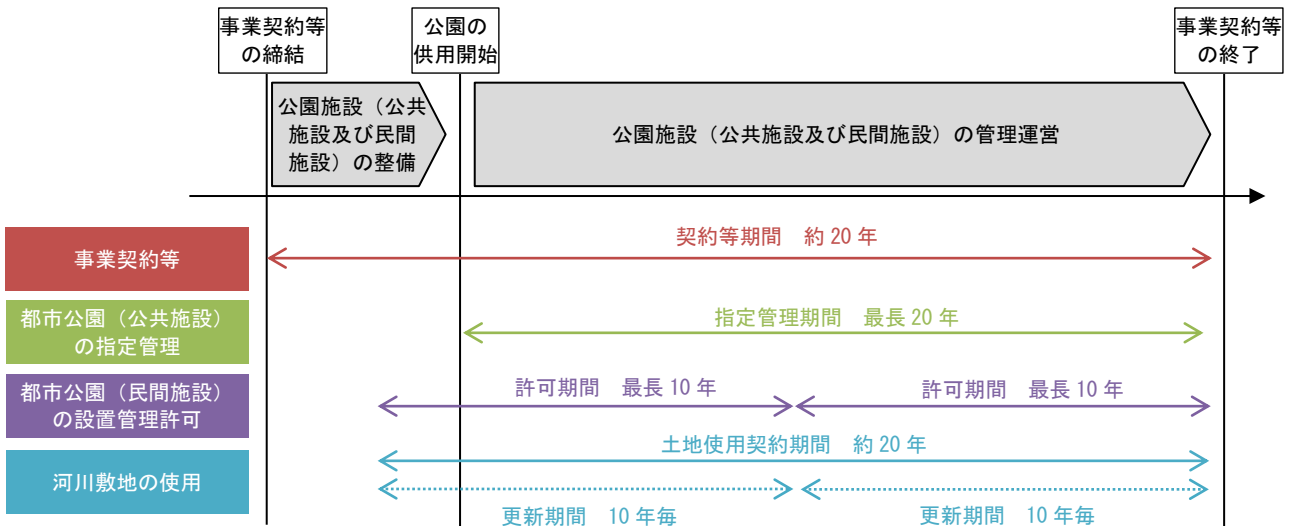 事業契約等
の締結
公園の
供用開始
事業契約等
の終了
公園施設（公共
施設及び民間
施設）の整備
公園施設（公共施設及び民間施設）の管理運営
事業契約等
契約等期間　約 20 年
都市公園（公共施設）
の指定管理
指定管理期間　最長 20 年
都市公園（民間施設）
の設置管理許可
許可期間　最長 10 年
許可期間　最長 10 年
河川敷地の使用
土地使用契約期間　約 20 年
更新期間　10 年毎
更新期間　10 年毎